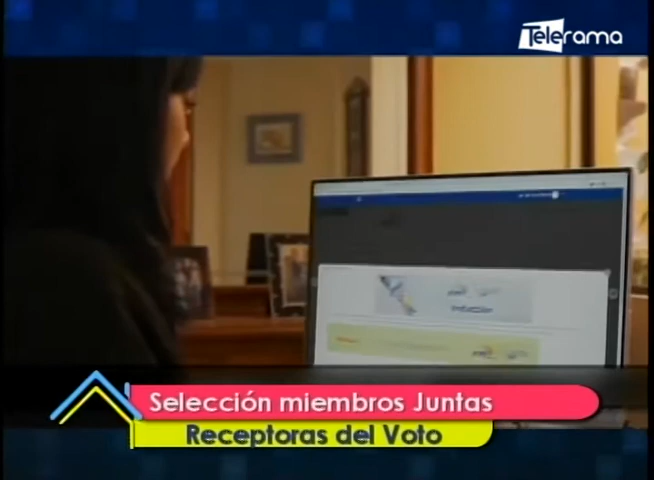 Telerama
Selección miembros Juntas
Receptoras del Voto